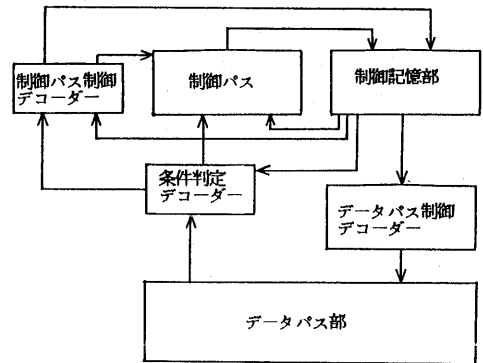 制御パス制御
デコーダー
制御パス
制御記憶部
条件判定
デコーダー
データパス制御
デコーダー
データパス部